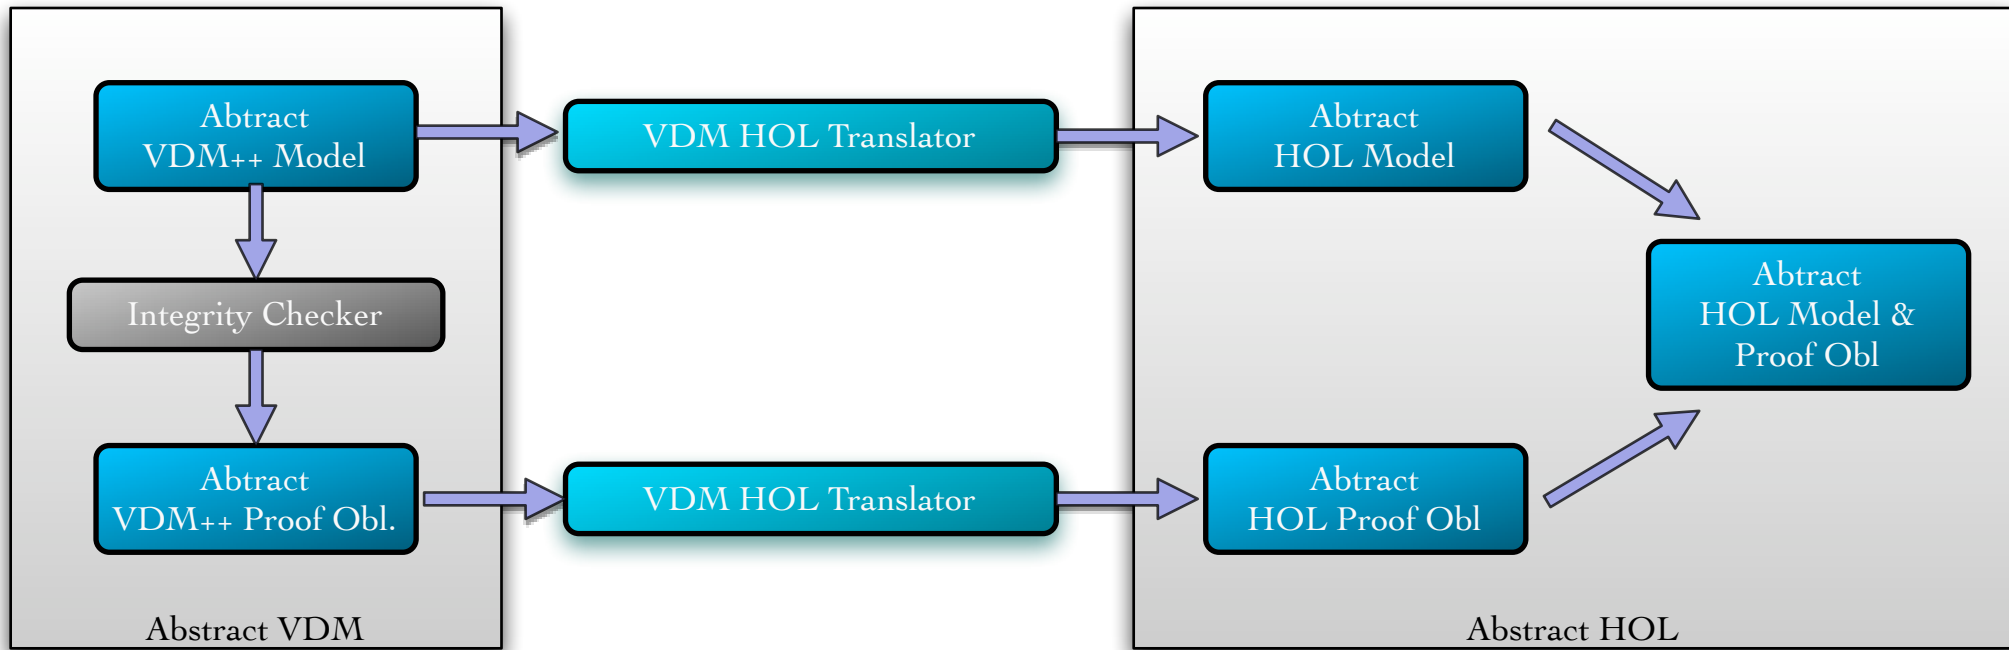 Abtract
VDM++ Model
VDM HOL Translator
Abtract
HOL Model
Integrity Checker
Abtract
HOL Model &
Proof Obl
Abtract
VDM++ Proof Obl.
VDM HOL Translator
Abtract
HOL Proof Obl
Abstract VDM
Abstract HOL